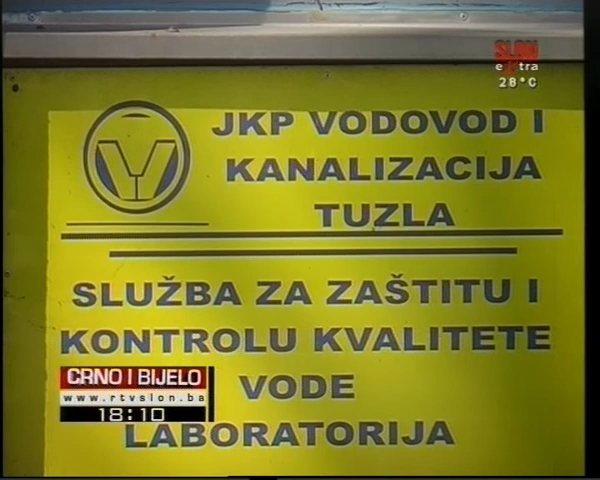 SLON
extra
28°C
JKP VODOVOD I
KANALIZACIJA
TUZLA
SLUŽBA ZA ZAŠTITU I
KONTROLU KVALITETE
VODE
LABORATORIJA
CRNO I BIJELO
www.rtvslon.ba
18:10